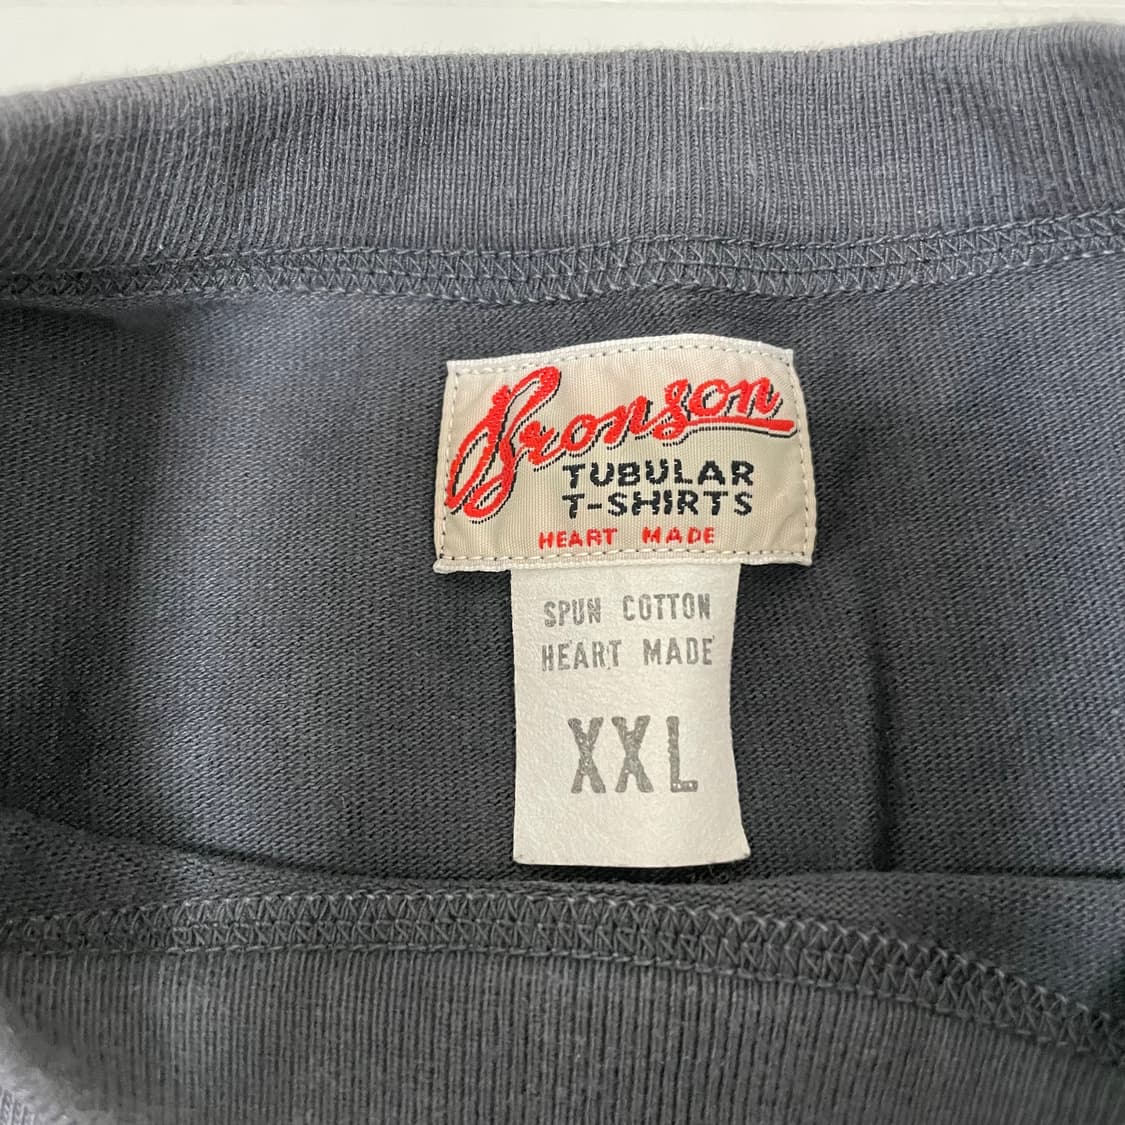 Bronson
TUBULAR
T-SHIRTS
HEART MADE
SPUN COTTON
HEART MADE
XXL